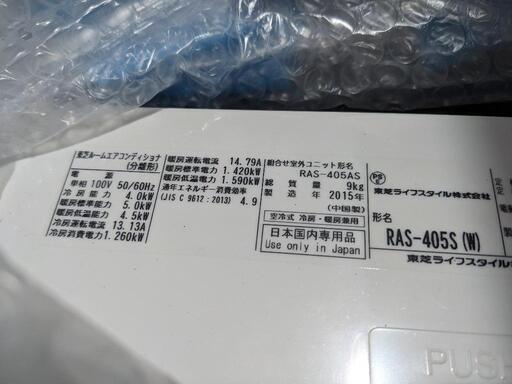 東芝ルームエアコンディショナ
(分離形)
電 源
単相 100V 50/60Hz
冷房能力 4.0kW
暖房標準能力 5.0kW
暖房低温能力 4.5kW
冷房運転電流 13.13A
冷房消費電力 1.260kW
暖房運転電流 14.79A
暖房標準電力 1.420kW
暖房低温電力 1.590kW
通年エネルギー消費効率
(JIS C 9612:2013) 4.9
組合せ室外ユニット形名
RAS-405AS
総質量 9kg
製造年 2015年
(中国製)
空冷式 冷房・暖房兼用
日本国内専用品
Use only in Japan
PS
E
東芝ライフスタイル株式会社
形名
RAS-405S(W)
東芝ライフスタイル
PUSH